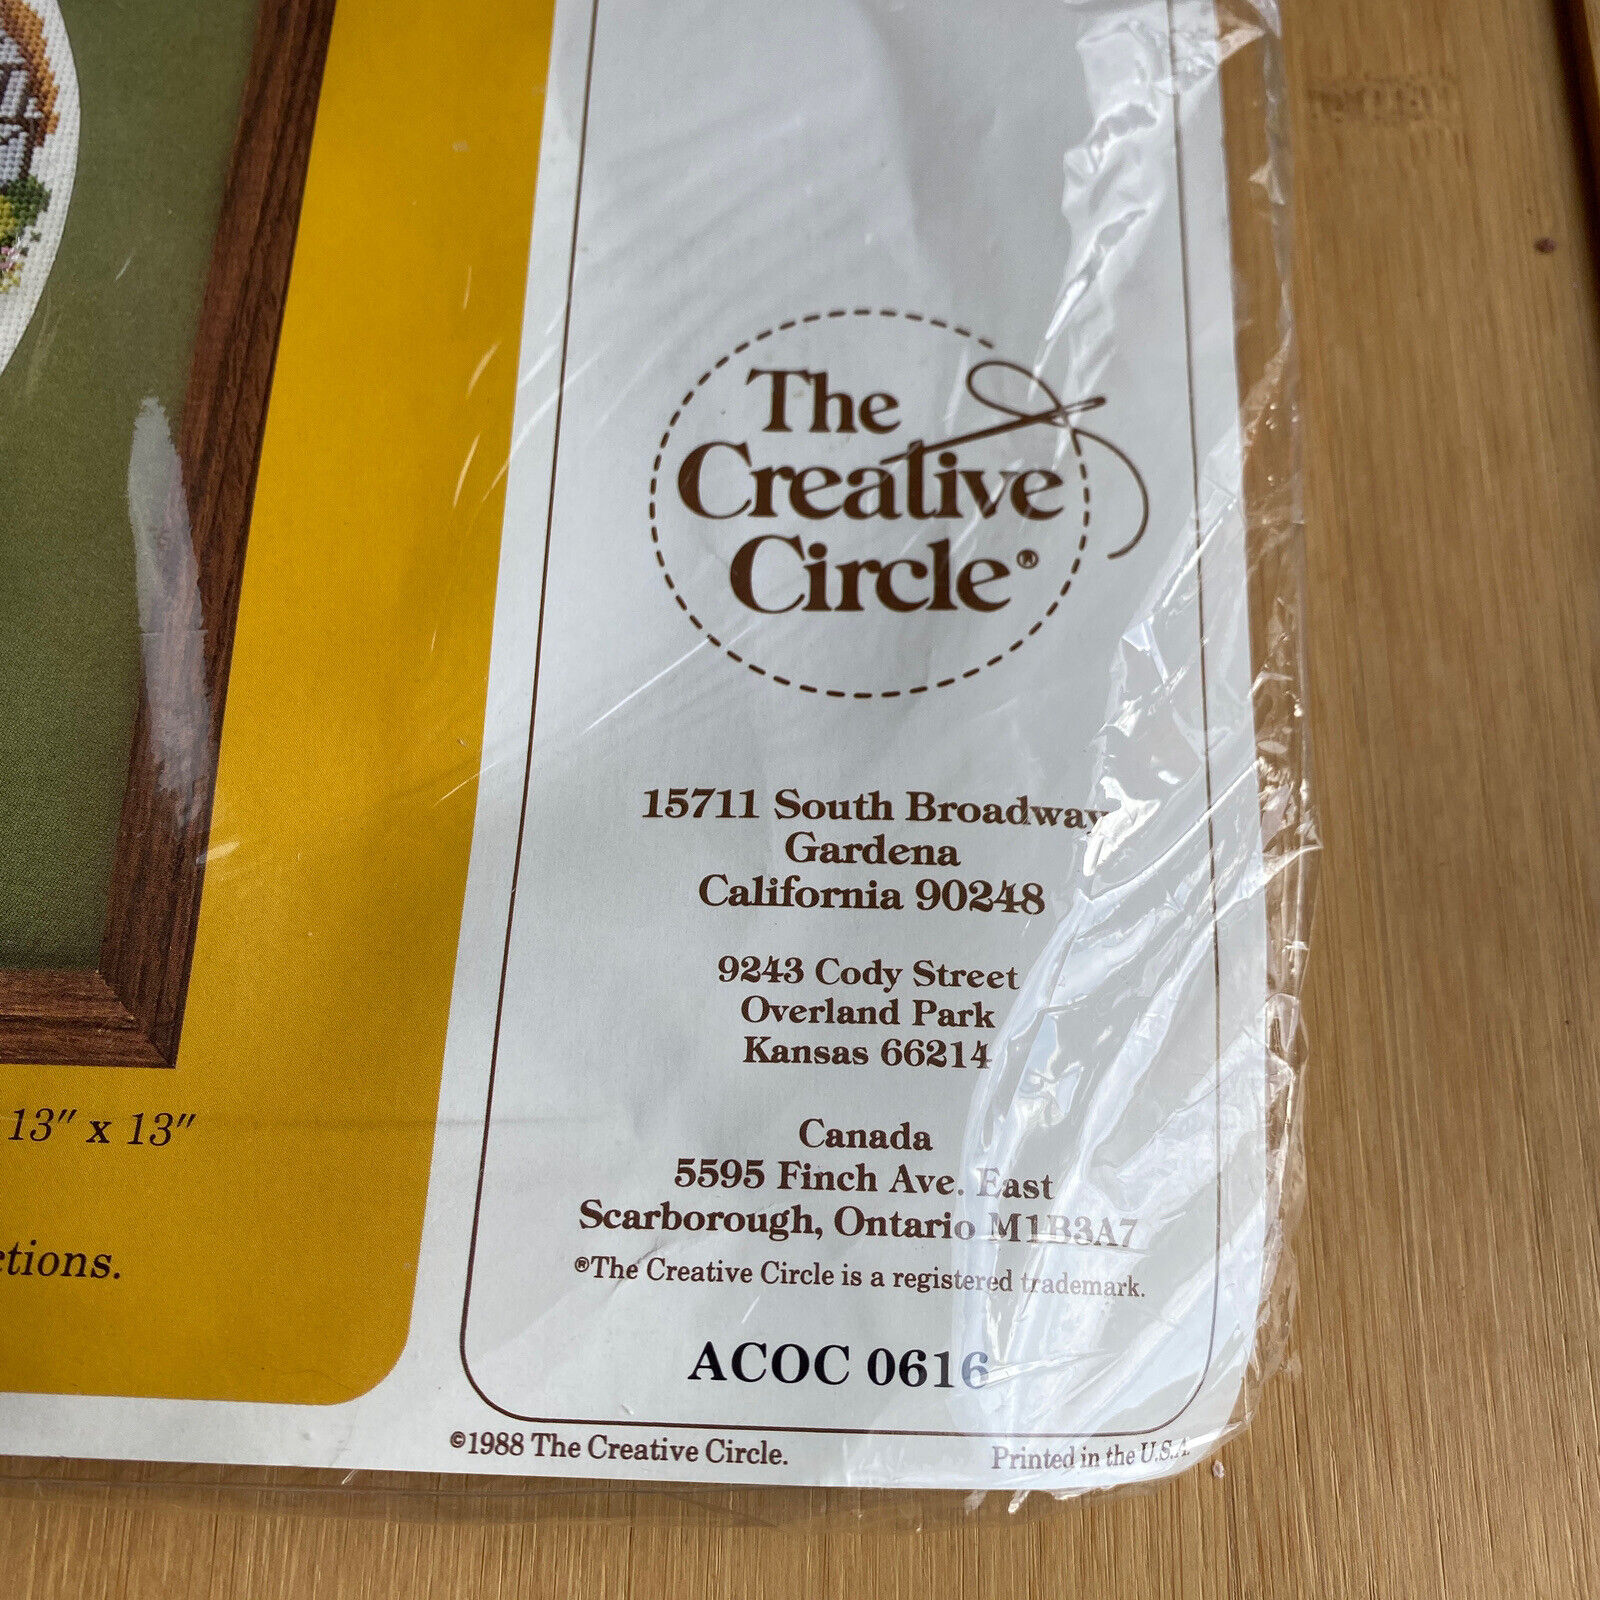 The
Creative
Circle®
15711 South Broadway
Gardena
California 90248
9243 Cody Street
Overland Park
Kansas 66214
Canada
5595 Finch Ave. East
Scarborough, Ontario M1B3A7
®The Creative Circle is a registered trademark.
ACOC 0616
13" x 13"
ctions.
©1988 The Creative Circle.
Printed in the U.S.A.